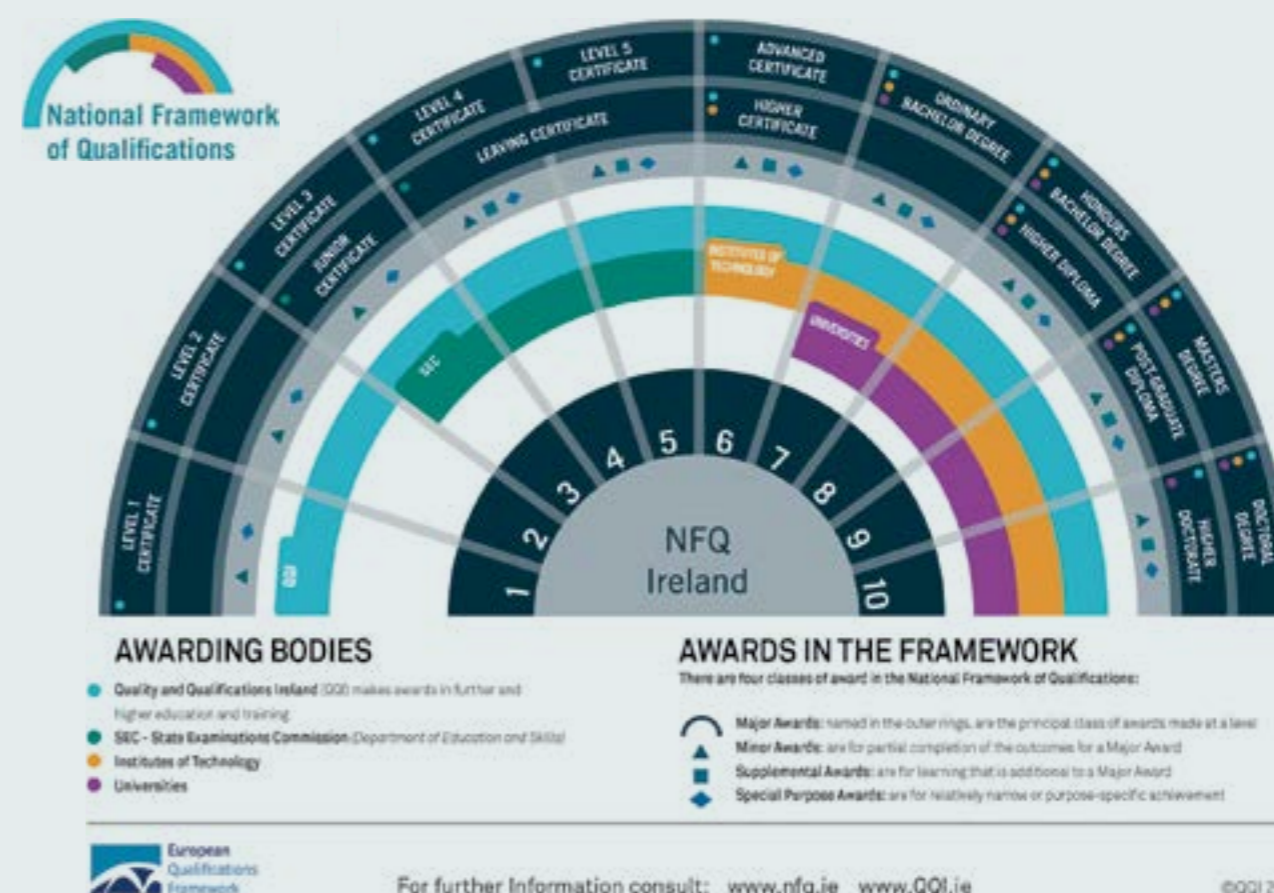 National Framework
of Qualifications
LEVEL 1
CERTIFICATE
LEVEL 2
CERTIFICATE
LEVEL 3
CERTIFICATE
JUNIOR
CERTIFICATE
LEVEL 4
CERTIFICATE
LEVEL 5
CERTIFICATE
LEAVING CERTIFICATE
ADVANCED
CERTIFICATE
HIGHER
CERTIFICATE
ORDINARY
BACHELOR DEGREE
HONOURS
BACHELOR DEGREE
HIGHER DIPLOMA
MASTERS
DEGREE
POST-GRADUATE
DIPLOMA
DOCTORAL
DEGREE
HIGHER
DOCTORATE
QQI
SEC
INSTITUTES OF
TECHNOLOGY
UNIVERSITIES
1
2
3
4
5
6
7
8
9
10
NFQ
Ireland
AWARDING BODIES
Quality and Qualifications Ireland (QQI) makes awards in further and
higher education and training
SEC - State Examinations Commission (Department of Education and Skills)
Institutes of Technology
Universities
AWARDS IN THE FRAMEWORK
There are four classes of award in the National Framework of Qualifications:
Major Awards: named in the outer rings, are the principal class of awards made at a level
Minor Awards: are for partial completion of the outcomes for a Major Award
Supplemental Awards: are for learning that is additional to a Major Award
Special Purpose Awards: are for relatively narrow or purpose-specific achievement
European
Qualifications
Framework
For further Information consult: www.nfq.ie www.QQI.ie
©QQI